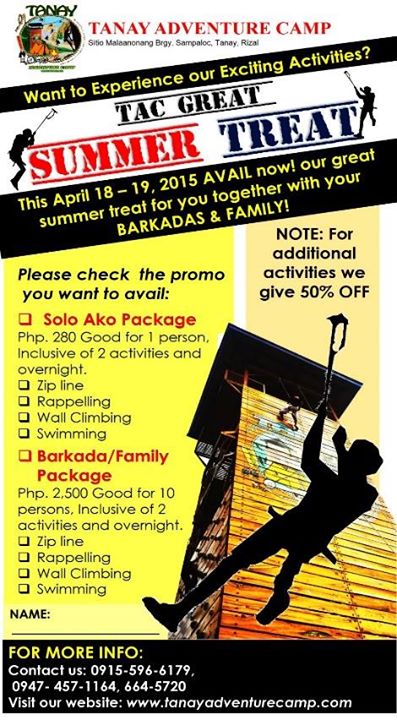 TANAY
ADVENTURE CAMP
TANAY ADVENTURE CAMP
Sitio Malaanonang Brgy. Sampaloc, Tanay, Rizal
Want to Experience our Exciting Activities?
TAC GREAT
SUMMER TREAT
This April 18 – 19, 2015 AVAIL now! our great
summer treat for you together with your
BARKADAS & FAMILY!
NOTE: For
additional
activities we
give 50% OFF
Please check the promo
you want to avail:
❑ Solo Ako Package
Php. 280 Good for 1 person,
Inclusive of 2 activities and
overnight.
❑ Zip line
❑ Rappelling
❑ Wall Climbing
❑ Swimming
❑ Barkada/Family
Package
Php. 2,500 Good for 10
persons, Inclusive of 2
activities and overnight.
❑ Zip line
❑ Rappelling
❑ Wall Climbing
❑ Swimming
NAME:
FOR MORE INFO:
Contact us: 0915-596-6179,
0947- 457-1164, 664-5720
Visit our website: www.tanayadventurecamp.com